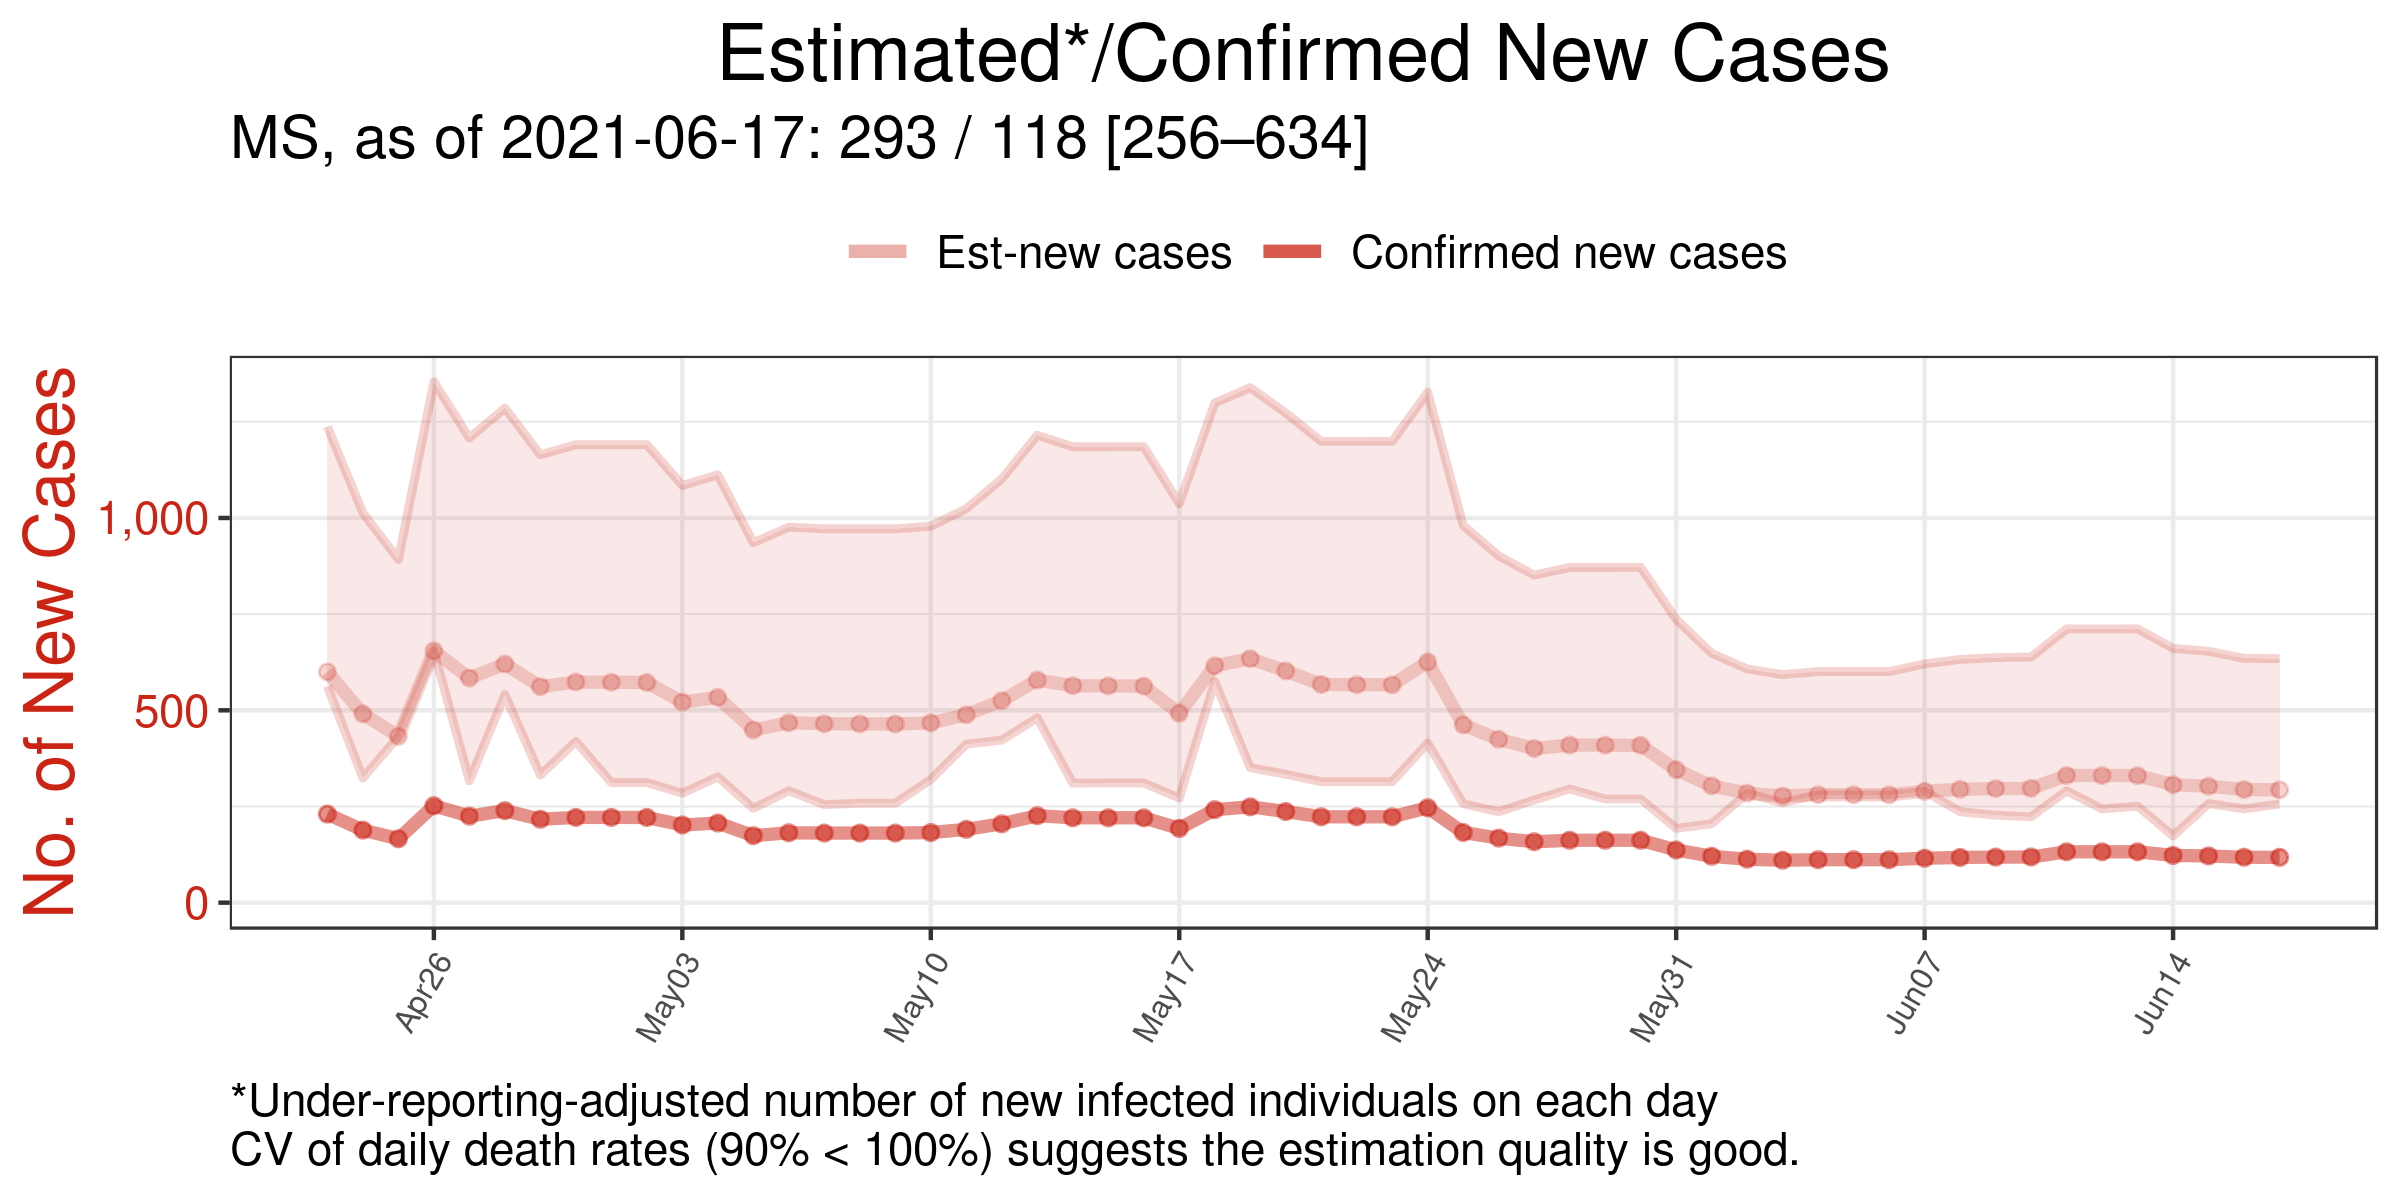 Estimated*/Confirmed New Cases
MS, as of 2021-06-17: 293 / 118 [256–634]
Est-new cases
Confirmed new cases
No. of New Cases
1,000
500
0
Apr26
May03
May10
May17
May24
May31
Jun07
Jun14
*Under-reporting-adjusted number of new infected individuals on each day
CV of daily death rates (90% < 100%) suggests the estimation quality is good.